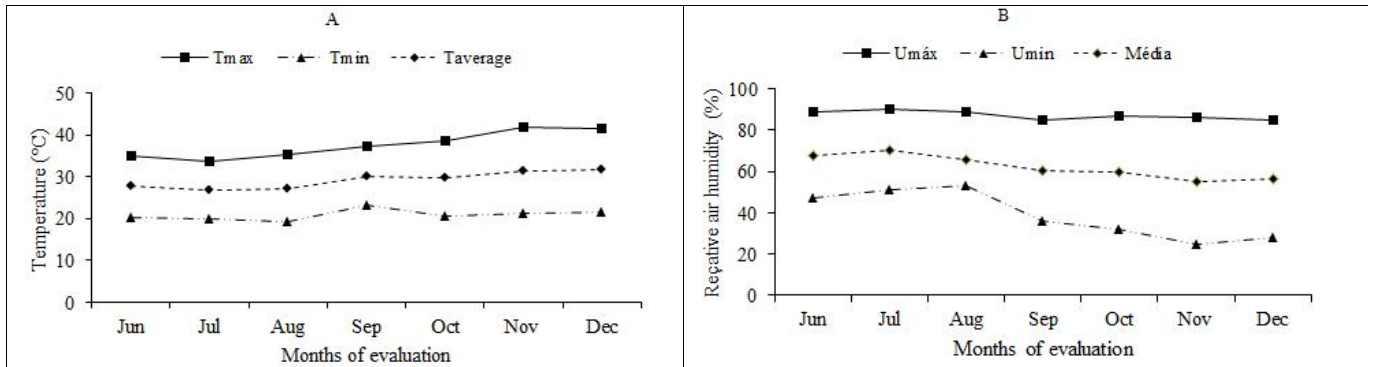 A
Tmax Tmin Taverage
Temperature (°C)
50
40
30
20
10
0
Jun Jul Aug Sep Oct Nov Dec
Months of evaluation
B
Umáx Umin Média
Reçative air humidity (%)
100
80
60
40
20
0
Jun Jul Aug Sep Oct Nov Dec
Months of evaluation